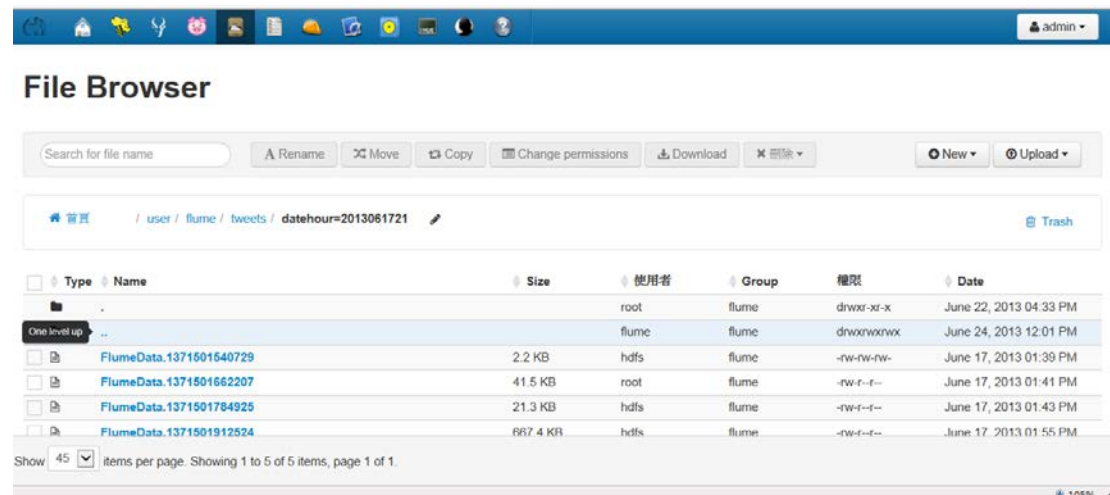 admin
File Browser
Search for file name A Rename Move Copy Change permissions Download 刪除 New Upload
首頁 / user / flume / tweets / datehour=2013061721 Trash
Type Name Size 使用者 Group 權限 Date
. root flume drwxr-xr-x June 22, 2013 04:33 PM
One level up .. flume flume drwxrwxrwx June 24, 2013 12:01 PM
FlumeData.1371501540729 2.2 KB hdfs flume -rw-rw-rw- June 17, 2013 01:39 PM
FlumeData.1371501662207 41.5 KB root flume -rw-r--r-- June 17, 2013 01:41 PM
FlumeData.1371501784925 21.3 KB hdfs flume -rw-r--r-- June 17, 2013 01:43 PM
FlumeData.1371501912524 667.4 KB hdfs flume -rw-r--r-- June 17, 2013 01:55 PM
Show 45 items per page. Showing 1 to 5 of 5 items, page 1 of 1.
105%